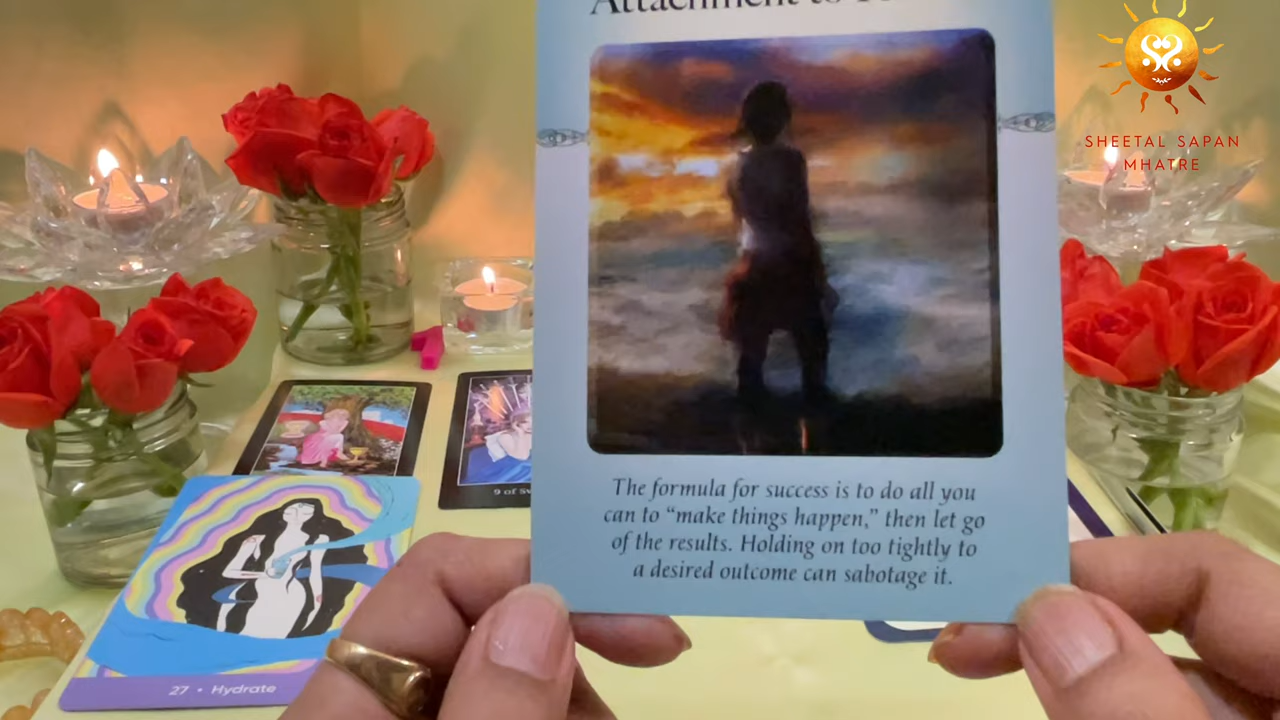 Attachment to
SHEETAL SAPAN
MHATRE
9 of Sw
The formula for success is to do all you
can to “make things happen,” then let go
of the results. Holding on too tightly to
a desired outcome can sabotage it.
27 • Hydrate